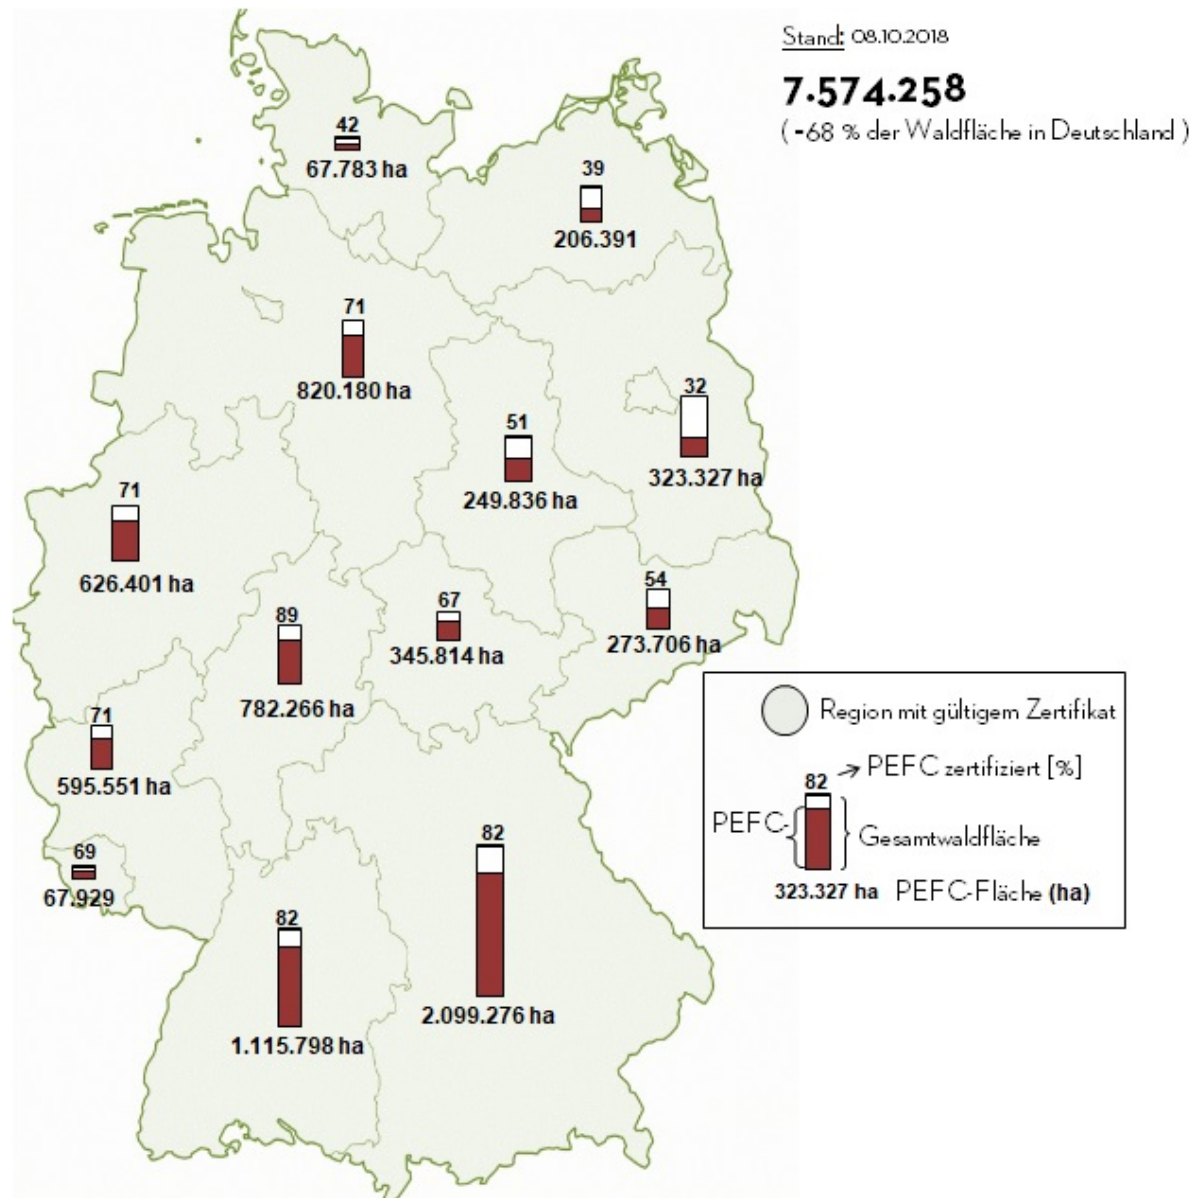 Stand: 08.10.2018
7.574.258
( -68 % der Waldfläche in Deutschland )
42
67.783 ha
39
206.391
71
820.180 ha
32
323.327 ha
51
249.836 ha
71
626.401 ha
54
273.706 ha
67
345.814 ha
89
782.266 ha
71
595.551 ha
69
67.929
82
2.099.276 ha
82
1.115.798 ha
Region mit gültigem Zertifikat
82
PEFC zertifiziert [%]
PEFC-
Gesamtwaldfläche
323.327 ha PEFC-Fläche (ha)